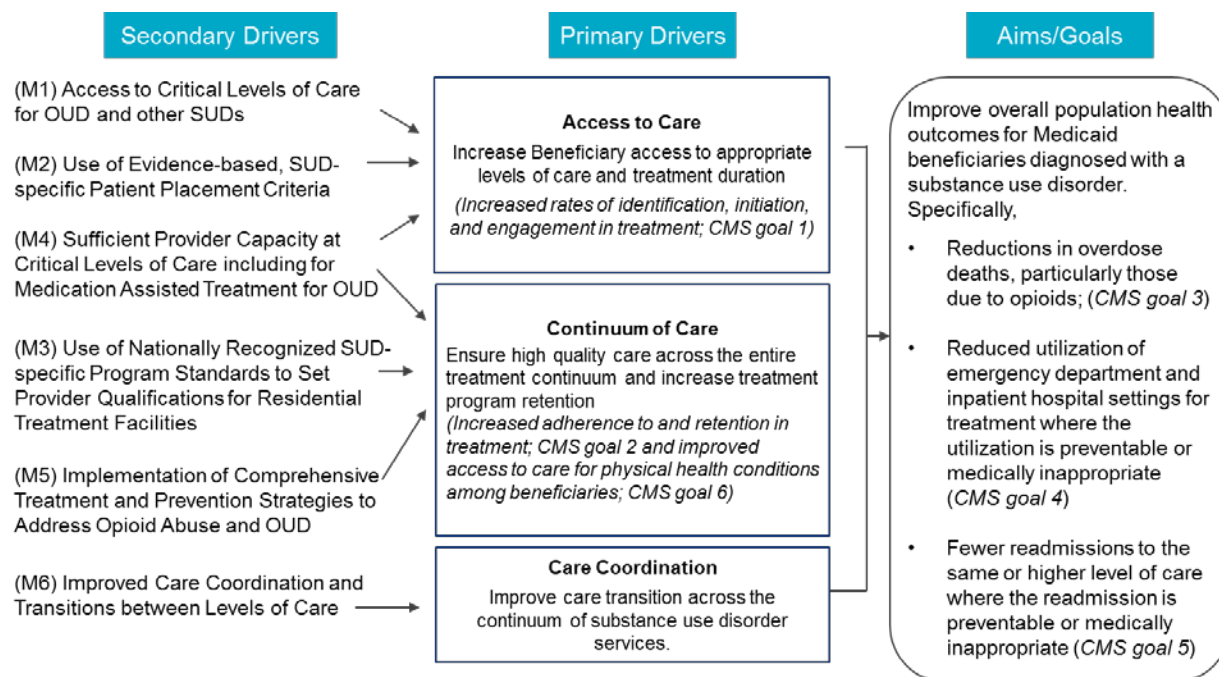 Secondary Drivers
(M1) Access to Critical Levels of Care
for OUD and other SUDs
(M2) Use of Evidence-based, SUD-
specific Patient Placement Criteria
(M4) Sufficient Provider Capacity at
Critical Levels of Care including for
Medication Assisted Treatment for OUD
(M3) Use of Nationally Recognized SUD-
specific Program Standards to Set
Provider Qualifications for Residential
Treatment Facilities
(M5) Implementation of Comprehensive
Treatment and Prevention Strategies to
Address Opioid Abuse and OUD
(M6) Improved Care Coordination and
Transitions between Levels of Care
Primary Drivers
Access to Care
Increase Beneficiary access to appropriate
levels of care and treatment duration
(Increased rates of identification, initiation,
and engagement in treatment; CMS goal 1)
Continuum of Care
Ensure high quality care across the entire
treatment continuum and increase treatment
program retention
(Increased adherence to and retention in
treatment; CMS goal 2 and improved
access to care for physical health conditions
among beneficiaries; CMS goal 6)
Care Coordination
Improve care transition across the
continuum of substance use disorder
services.
Aims/Goals
Improve overall population health
outcomes for Medicaid
beneficiaries diagnosed with a
substance use disorder.
Specifically,
• Reductions in overdose
deaths, particularly those
due to opioids; (CMS goal 3)
• Reduced utilization of
emergency department and
inpatient hospital settings for
treatment where the
utilization is preventable or
medically inappropriate
(CMS goal 4)
• Fewer readmissions to the
same or higher level of care
where the readmission is
preventable or medically
inappropriate (CMS goal 5)